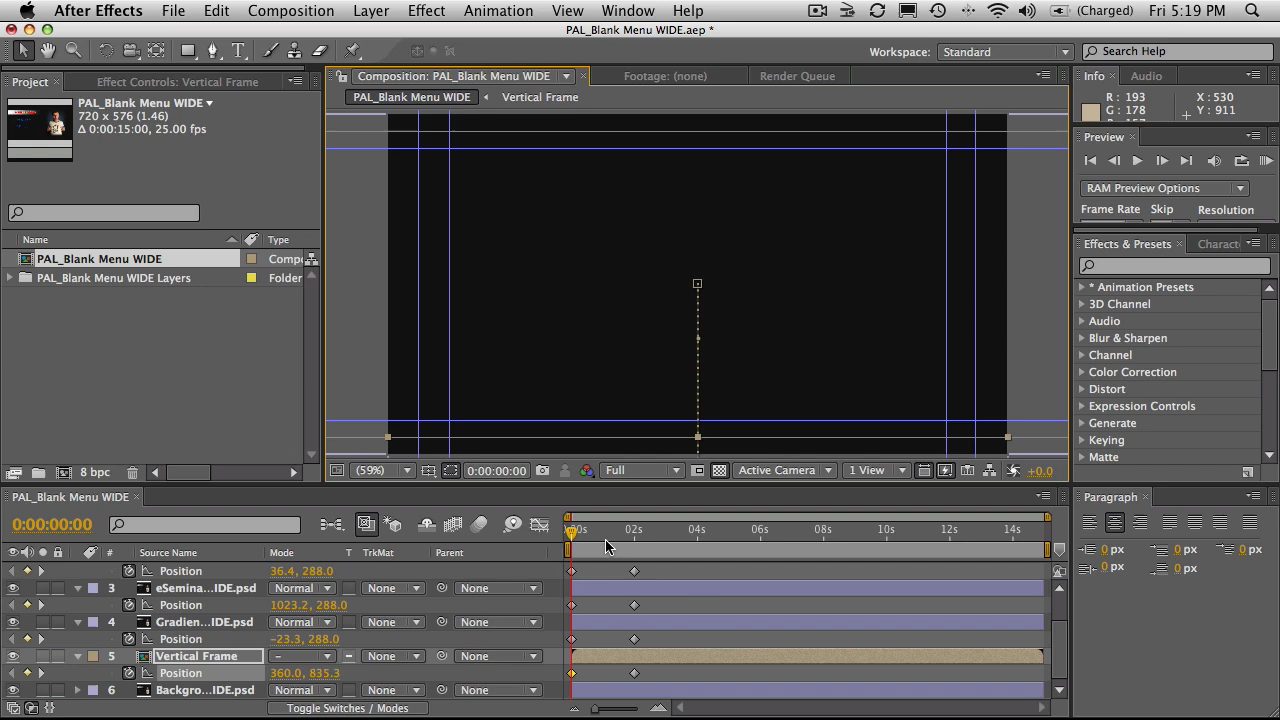 After Effects File Edit Composition Layer Effect Animation View Window Help (Charged) Fri 5:19 PM
PAL_Blank Menu WIDE.aep *
Workspace: Standard Search Help
Project Effect Controls: Vertical Frame
PAL_Blank Menu WIDE
720 x 576 (1.46)
Δ 0:00:15:00, 25.00 fps
Name Type
PAL_Blank Menu WIDE Compo
PAL_Blank Menu WIDE Layers Folder
8 bpc
Composition: PAL_Blank Menu WIDE Footage: (none) Render Queue
PAL_Blank Menu WIDE Vertical Frame
(59%) 0:00:00:00 Full Active Camera 1 View +0.0
Info Audio
R : 193 X : 530
G : 178 Y : 911
Preview
RAM Preview Options
Frame Rate Skip Resolution
Effects & Presets Charact
* Animation Presets
3D Channel
Audio
Blur & Sharpen
Channel
Color Correction
Distort
Expression Controls
Generate
Keying
Matte
PAL_Blank Menu WIDE
0:00:00:00 02s 04s 06s 08s 10s 12s 14s
# Source Name Mode T TrkMat Parent
Position 36.4, 288.0
3 eSemina...IDE.psd Normal None None
Position 1023.2, 288.0
4 Gradien...IDE.psd Normal None None
Position ~23.3, 288.0
5 Vertical Frame – None None
Position 360.0, 835.3
6 Backgro...IDE.psd Normal None None
Toggle Switches / Modes
Paragraph
0 px 0 px 0 px
0 px 0 px